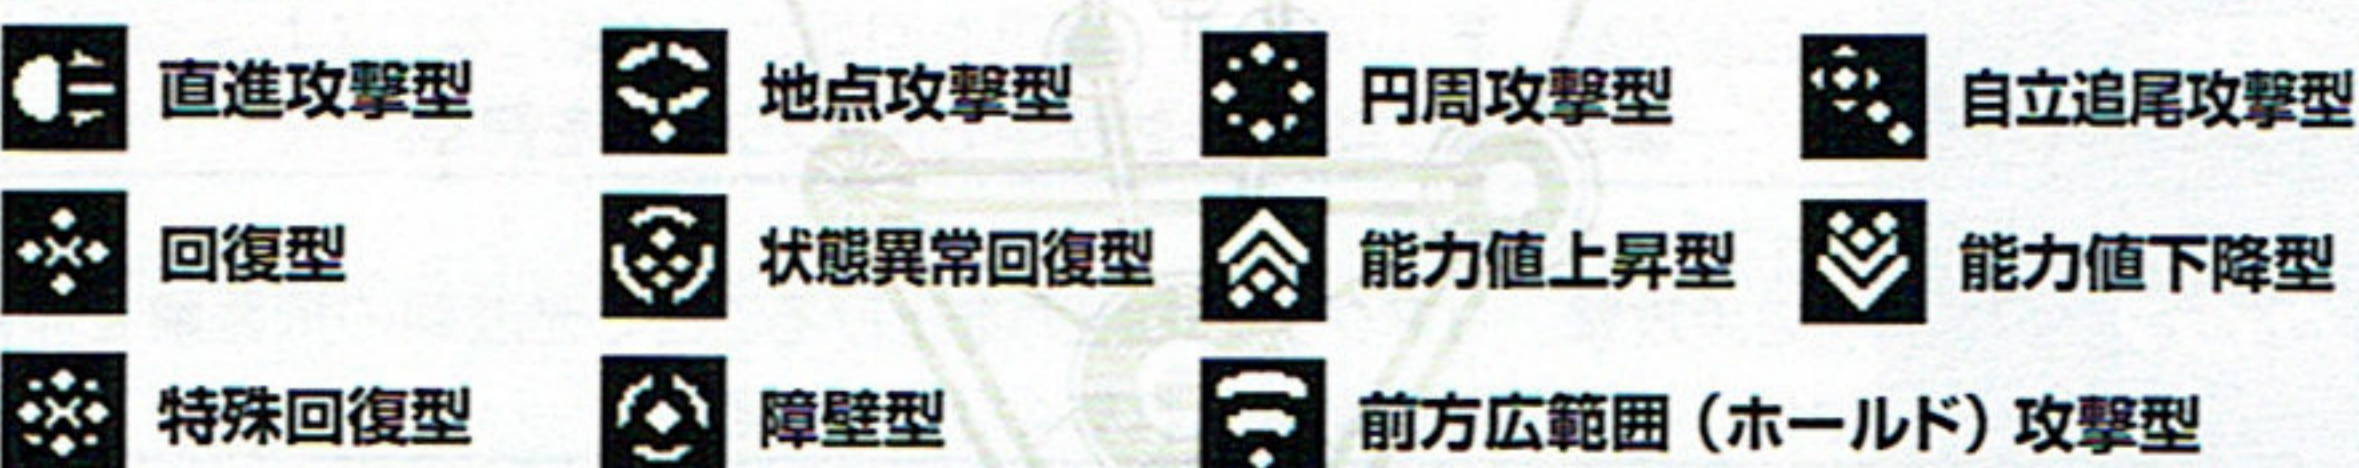 直進攻撃型 地点攻撃型 円周攻撃型 自立追尾攻撃型
回復型 状態異常回復型 能力値上昇型 能力値下降型
特殊回復型 障壁型 前方広範囲(ホールド)攻撃型